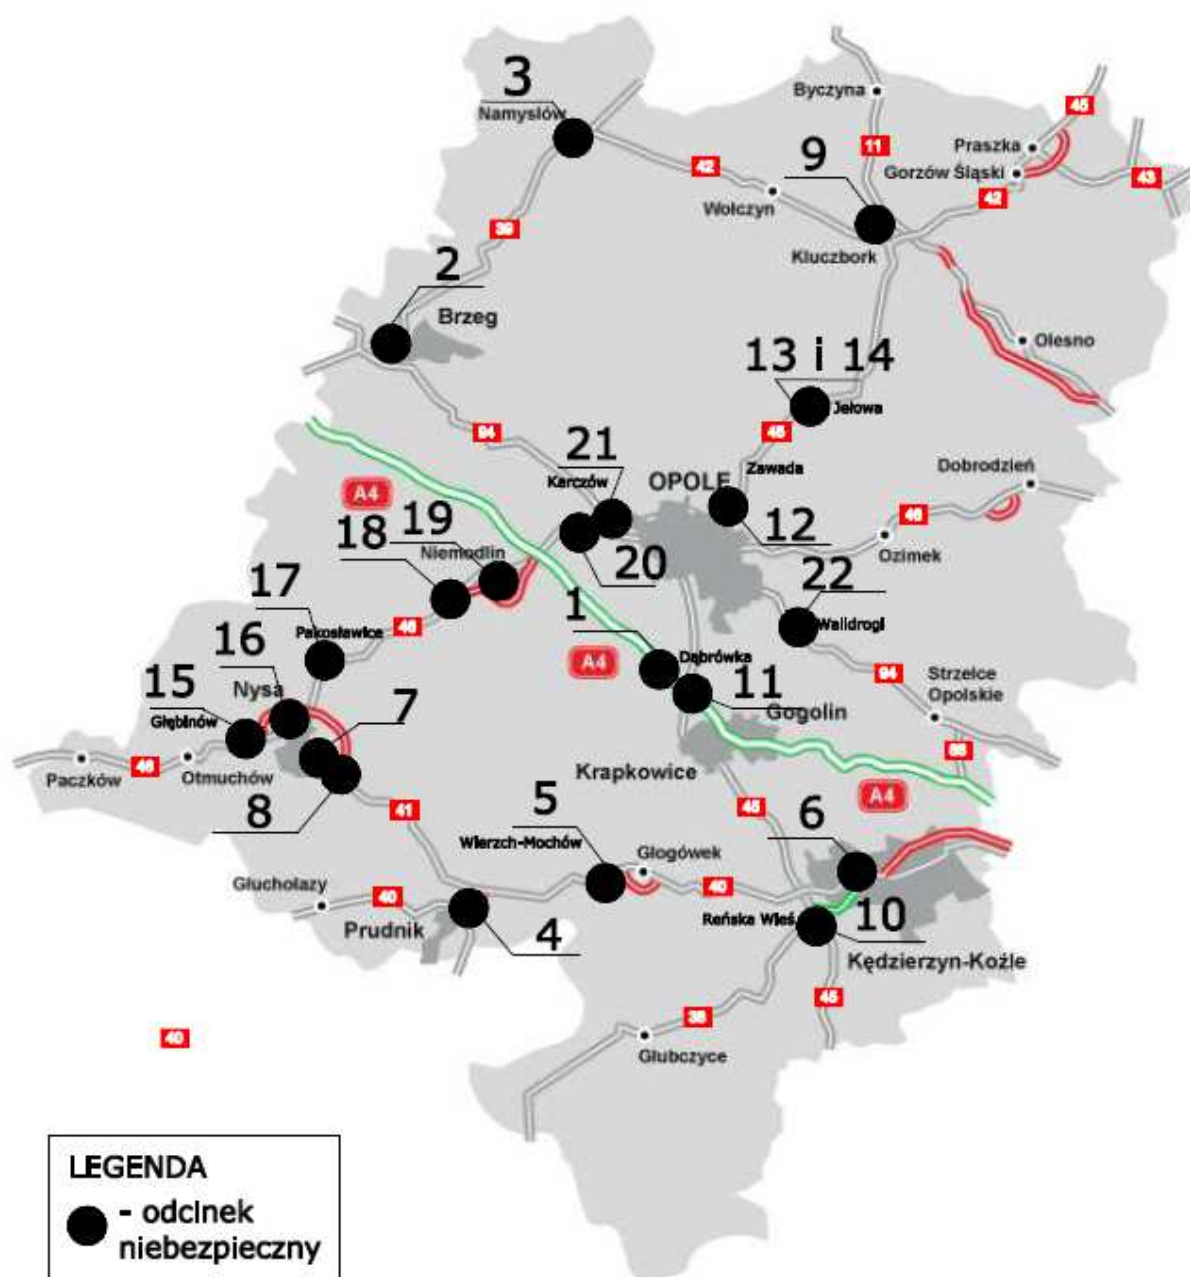 3
Namysłów
Byczyna
45
11
Praszka
9
42
Gorzów Śląski
43
42
Wołczyn
39
Kluczbork
2
Brzeg
Olesno
13 i 14
Jełowa
94
45
21
Karczów
OPOLE
Zawada
Dobrodzień
A4
46
19
18
Niemodlin
12
Ozimek
20
22
17
1
Walidrogi
46
Pakosławice
16
Dąbrówka
A4
94
Strzelce
Opolskie
15
Nysa
7
11
Głębinów
Gogolin
88
Paczków
46
Otmuchów
Krapkowice
A4
8
41
5
45
6
Wierzch-Mochów
Głogówek
Głuchołazy
40
40
Prudnik
4
Reńska Wieś
10
Kędzierzyn-Koźle
45
38
40
Głubczyce
LEGENDA
- odcinek
niebezpieczny